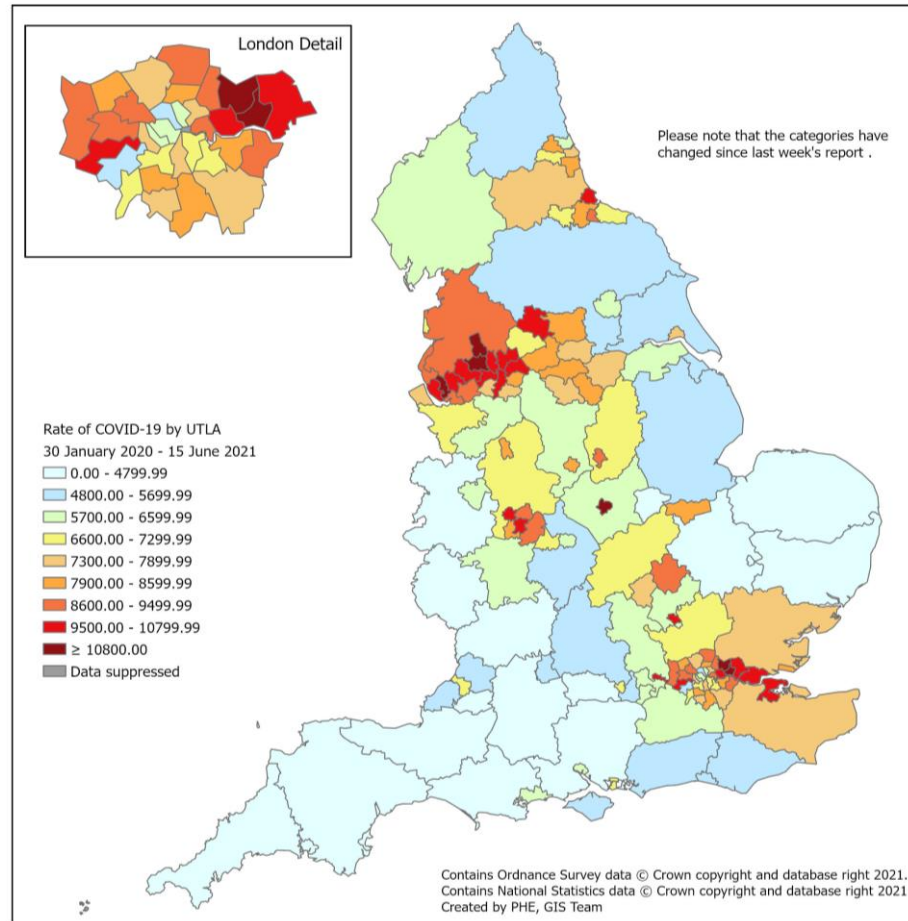 London Detail
Please note that the categories have
changed since last week's report .
Rate of COVID-19 by UTLA
30 January 2020 - 15 June 2021
0.00 - 4799.99
4800.00 - 5699.99
5700.00 - 6599.99
6600.00 - 7299.99
7300.00 - 7899.99
7900.00 - 8599.99
8600.00 - 9499.99
9500.00 - 10799.99
≥ 10800.00
Data suppressed
Contains Ordnance Survey data © Crown copyright and database right 2021.
Contains National Statistics data © Crown copyright and database right 2021
Created by PHE, GIS Team